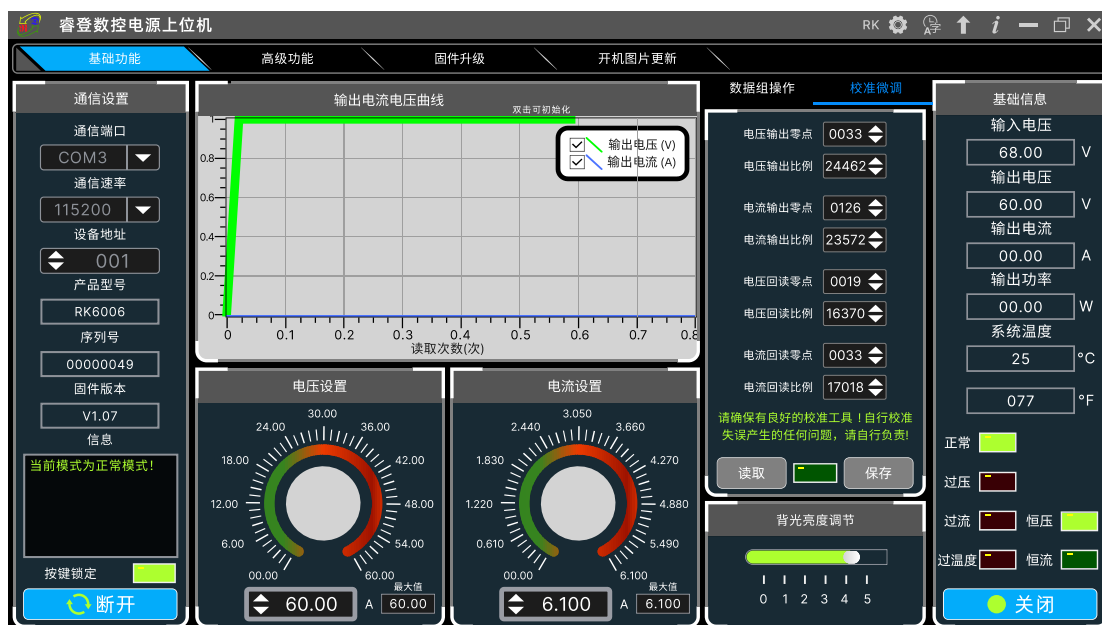 睿登数控电源上位机
RK
基础功能
高级功能
固件升级
开机图片更新
通信设置
通信端口
COM3
通信速率
115200
设备地址
001
产品型号
RK6006
序列号
00000049
固件版本
V1.07
信息
当前模式为正常模式!
按键锁定
断开
输出电流电压曲线
双击可初始化
输出电压 (V)
输出电流 (A)
1
0.8
0.6
0.4
0.2
0
0 0.1 0.2 0.3 0.4 0.5 0.6 0.7 0.8
读取次数(次)
电压设置
30.00
24.00 36.00
18.00 42.00
12.00 48.00
6.00 54.00
00.00 60.00
最大值
60.00 A 60.00
电流设置
3.050
2.440 3.660
1.830 4.270
1.220 4.880
0.610 5.490
00.00 6.100
最大值
6.100 A 6.100
数据组操作
校准微调
电压输出零点 0033
电压输出比例 24462
电流输出零点 0126
电流输出比例 23572
电压回读零点 0019
电压回读比例 16370
电流回读零点 0033
电流回读比例 17018
请确保有良好的校准工具！自行校准
失误产生的任何问题，请自行负责!
读取
保存
背光亮度调节
0 1 2 3 4 5
基础信息
输入电压
68.00 V
输出电压
60.00 V
输出电流
00.00 A
输出功率
00.00 W
系统温度
25 °C
077 °F
正常
过压
过流 恒压
过温度 恒流
关闭